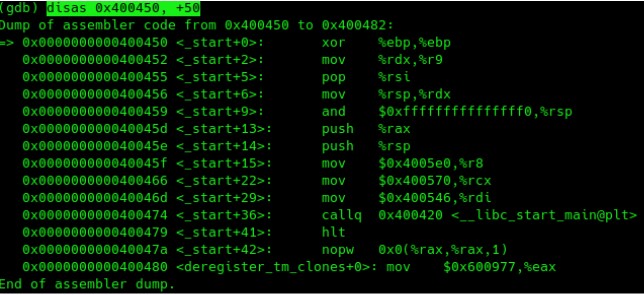 (gdb) disas 0x400450, +50
Dump of assembler code from 0x400450 to 0x400482:
=> 0x0000000000400450 <_start+0>: xor %ebp,%ebp
0x0000000000400452 <_start+2>: mov %rdx,%r9
0x0000000000400455 <_start+5>: pop %rsi
0x0000000000400456 <_start+6>: mov %rsp,%rdx
0x0000000000400459 <_start+9>: and $0xfffffffffffffff0,%rsp
0x000000000040045d <_start+13>: push %rax
0x000000000040045e <_start+14>: push %rsp
0x000000000040045f <_start+15>: mov $0x4005e0,%r8
0x0000000000400466 <_start+22>: mov $0x400570,%rcx
0x000000000040046d <_start+29>: mov $0x400546,%rdi
0x0000000000400474 <_start+36>: callq 0x400420 <__libc_start_main@plt>
0x0000000000400479 <_start+41>: hlt
0x000000000040047a <_start+42>: nopw 0x0(%rax,%rax,1)
0x0000000000400480 <deregister_tm_clones+0>: mov $0x600977,%eax
End of assembler dump.